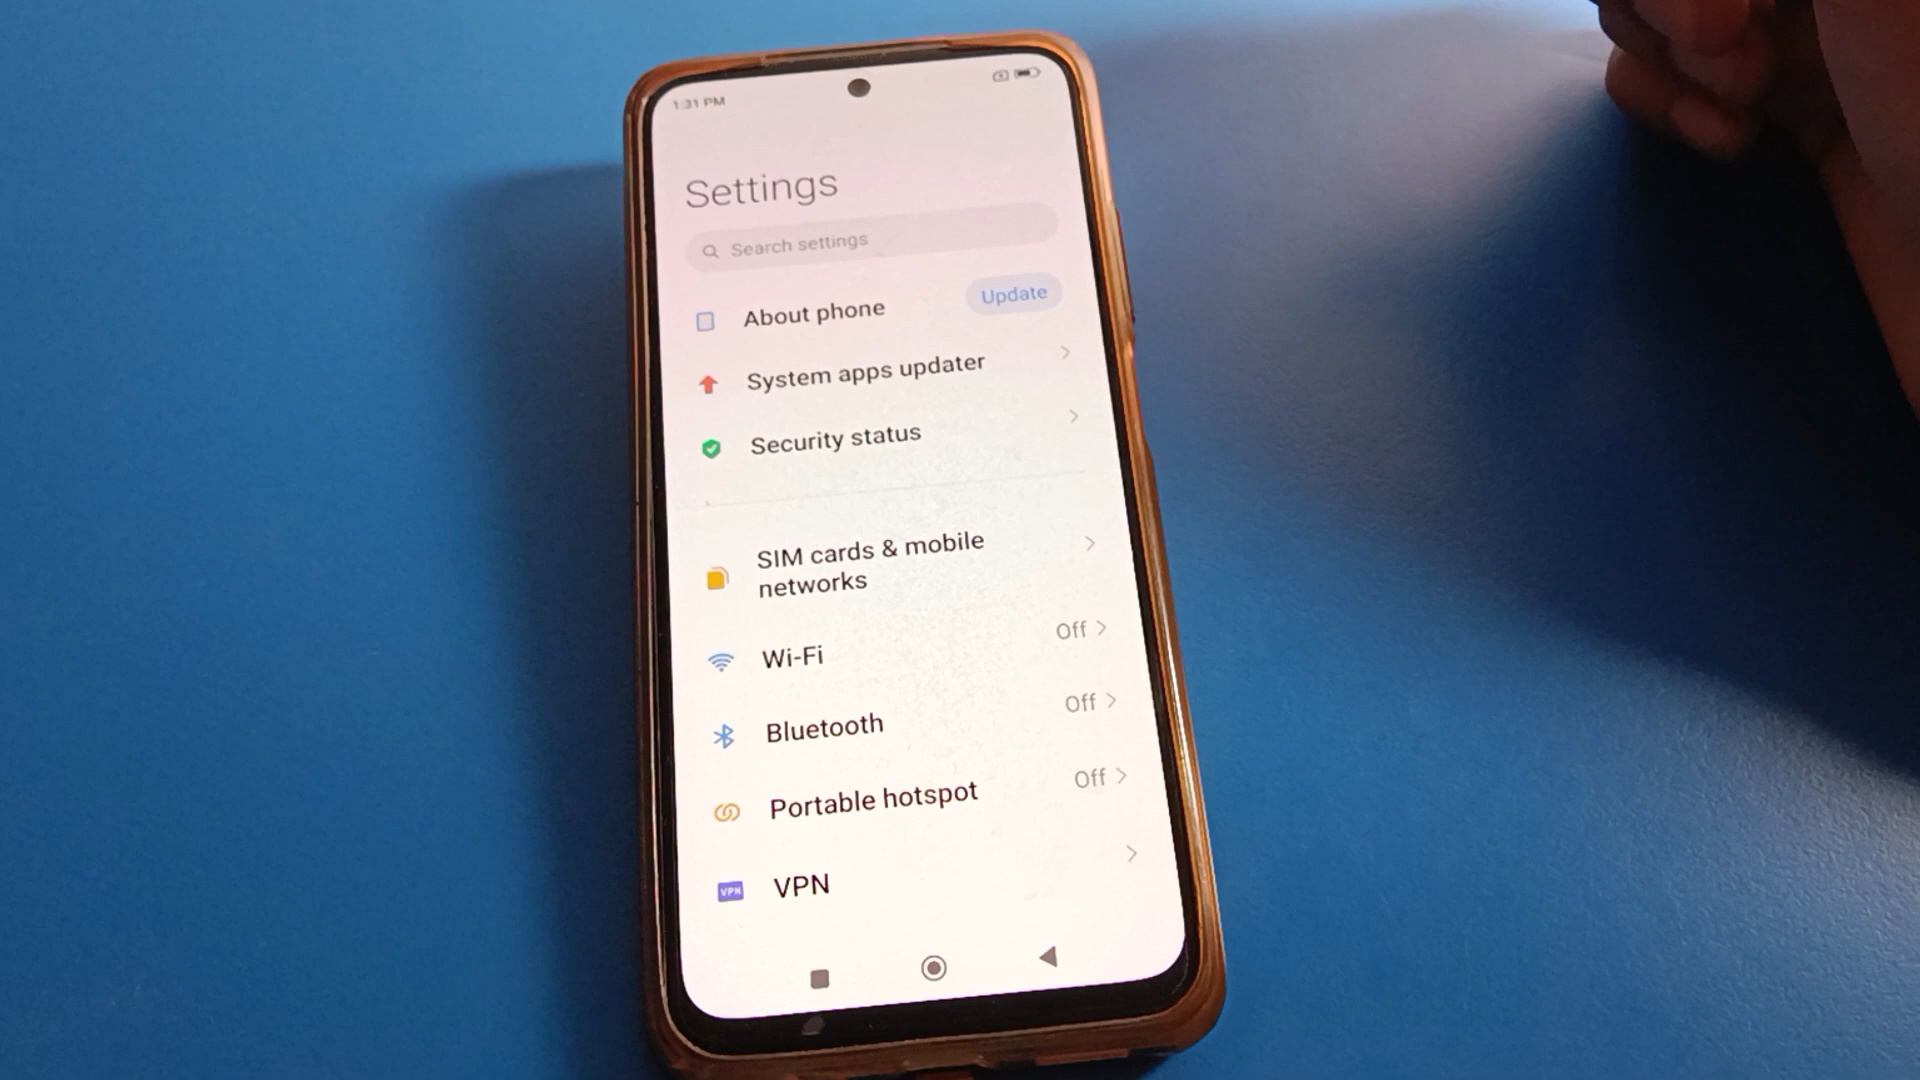 1:31 PM
Settings
Search settings
About phone
Update
System apps updater
Security status
SIM cards & mobile
networks
Wi-Fi
Off
Bluetooth
Off
Portable hotspot
Off
VPN
VPN